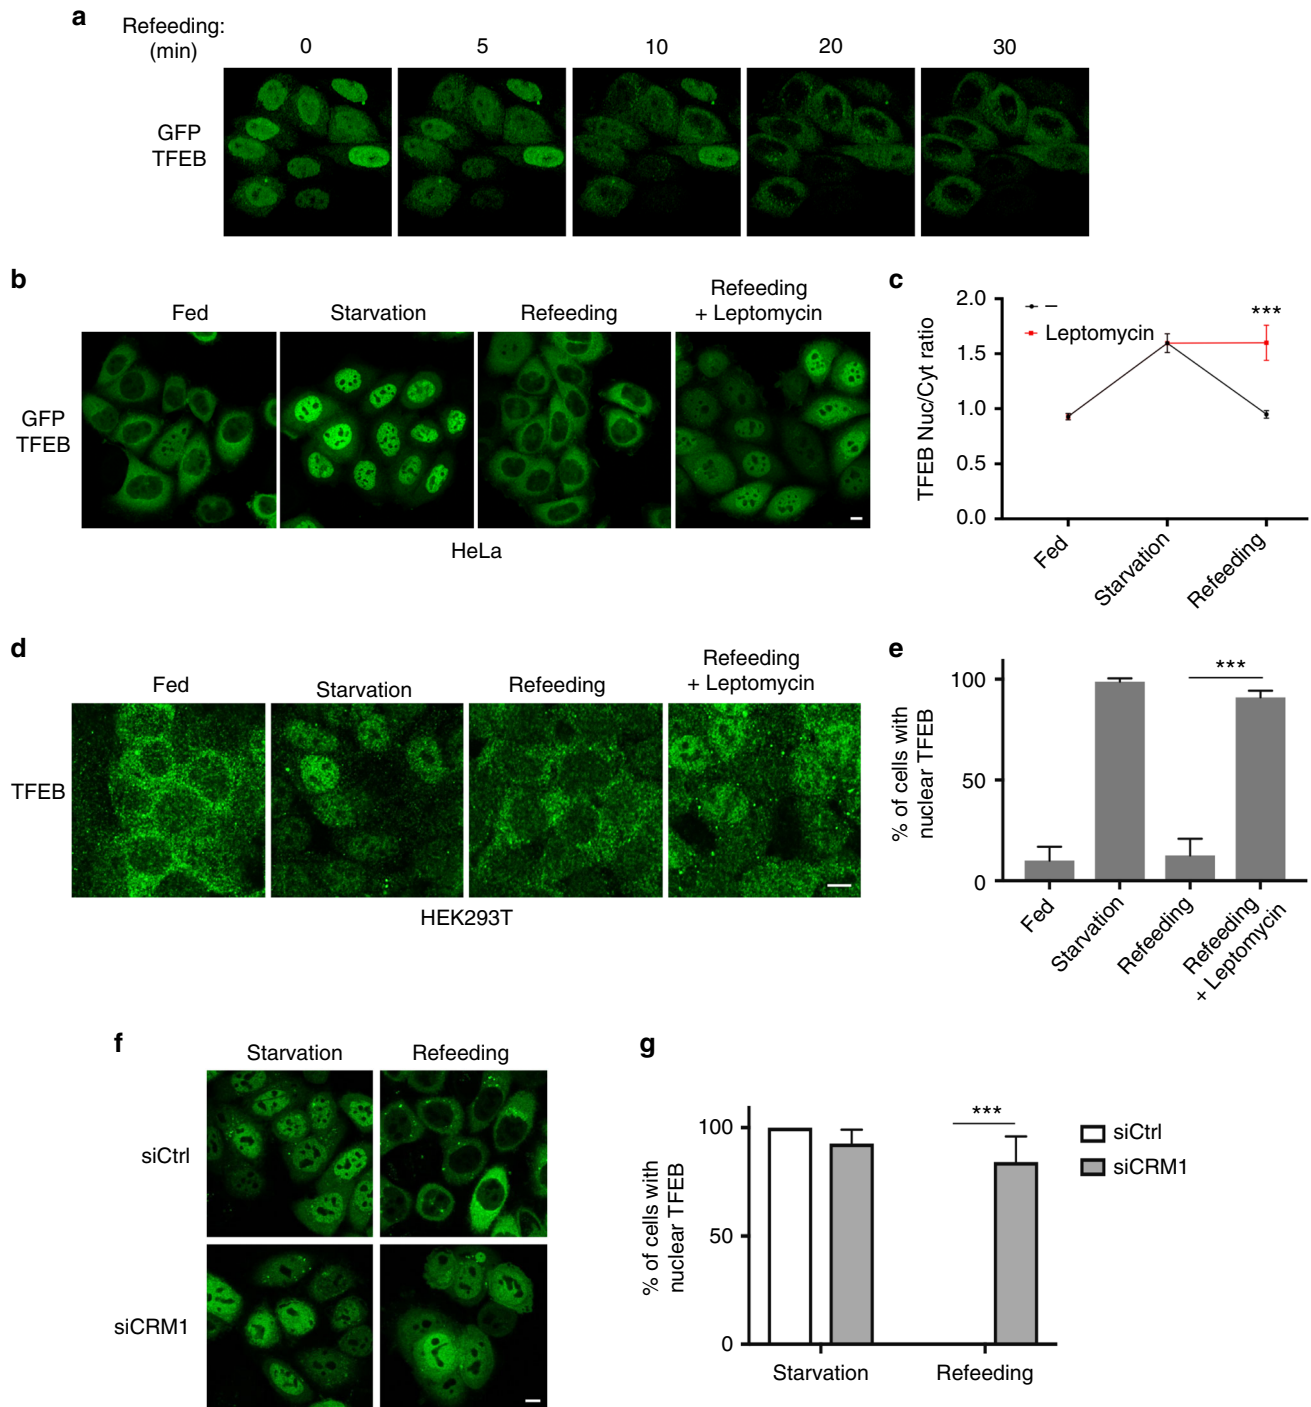 a
Refeeding:
(min)
0
5
10
20
30
GFP
TFEB
b
Fed
Starvation
Refeeding
Refeeding
+ Leptomycin
GFP
TFEB
HeLa
c
–
Leptomycin
***
TFEB Nuc/Cyt ratio
2.0
1.5
1.0
0.5
0.0
Fed
Starvation
Refeeding
d
Fed
Starvation
Refeeding
Refeeding
+ Leptomycin
TFEB
HEK293T
e
***
% of cells with
nuclear TFEB
100
50
0
Fed
Starvation
Refeeding
Refeeding
+ Leptomycin
f
Starvation
Refeeding
siCtrl
siCRM1
g
***
% of cells with
nuclear TFEB
100
50
0
Starvation
Refeeding
siCtrl
siCRM1